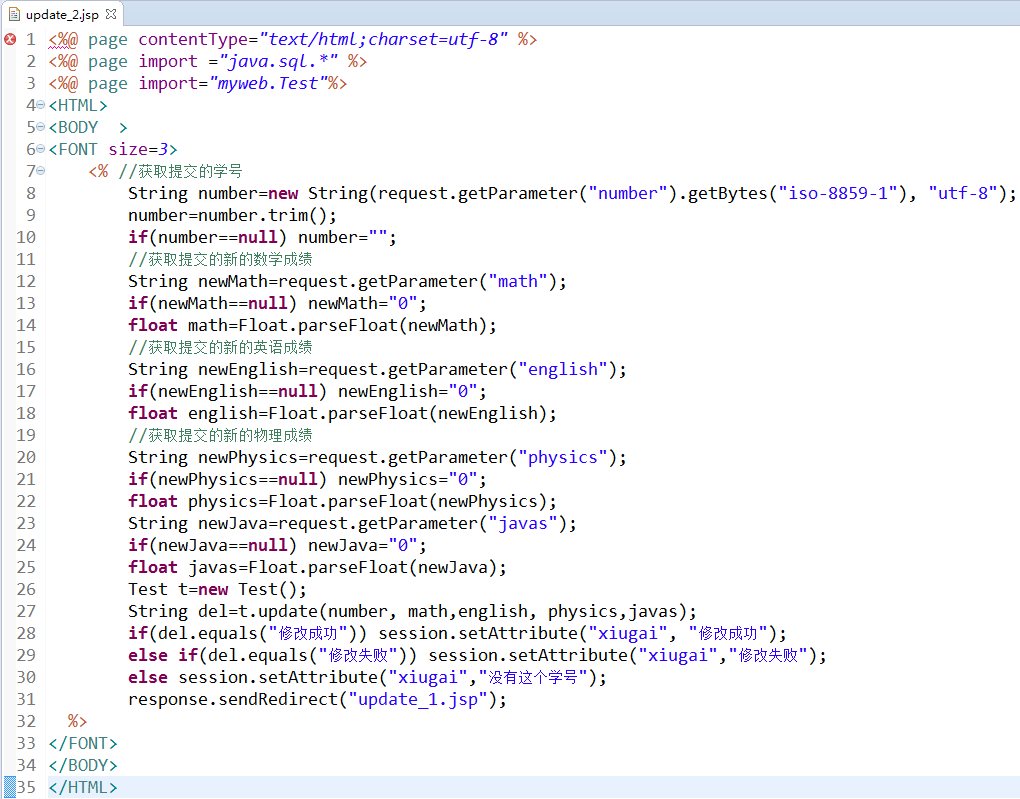 update_2.jsp
1 <%@ page contentType="text/html;charset=utf-8" %>
2 <%@ page import ="java.sql.*" %>
3 <%@ page import="myweb.Test"%>
4 <HTML>
5 <BODY  >
6 <FONT size=3>
7     <% //获取提交的学号
8         String number=new String(request.getParameter("number").getBytes("iso-8859-1"), "utf-8");
9         number=number.trim();
10         if(number==null) number="";
11         //获取提交的新的数学成绩
12         String newMath=request.getParameter("math");
13         if(newMath==null) newMath="0";
14         float math=Float.parseFloat(newMath);
15         //获取提交的新的英语成绩
16         String newEnglish=request.getParameter("english");
17         if(newEnglish==null) newEnglish="0";
18         float english=Float.parseFloat(newEnglish);
19         //获取提交的新的物理成绩
20         String newPhysics=request.getParameter("physics");
21         if(newPhysics==null) newPhysics="0";
22         float physics=Float.parseFloat(newPhysics);
23         String newJava=request.getParameter("javas");
24         if(newJava==null) newJava="0";
25         float javas=Float.parseFloat(newJava);
26         Test t=new Test();
27         String del=t.update(number, math,english, physics,javas);
28         if(del.equals("修改成功")) session.setAttribute("xiugai", "修改成功");
29         else if(del.equals("修改失败")) session.setAttribute("xiugai","修改失败");
30         else session.setAttribute("xiugai","没有这个学号");
31         response.sendRedirect("update_1.jsp");
32   %>
33 </FONT>
34 </BODY>
35 </HTML>